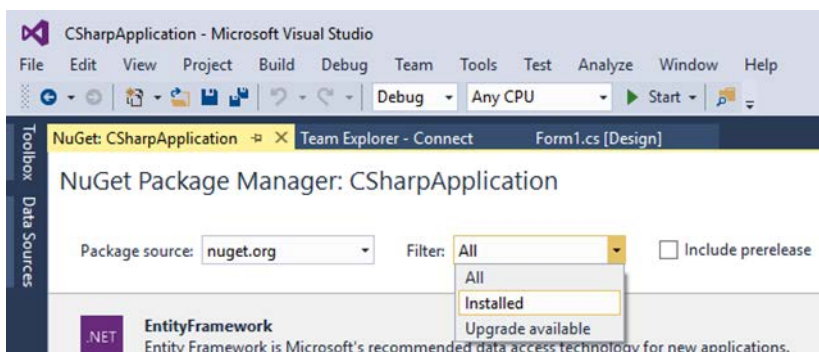 CSharpApplication - Microsoft Visual Studio
File Edit View Project Build Debug Team Tools Test Analyze Window Help
Debug Any CPU Start
Toolbox
Data Sources
NuGet: CSharpApplication Team Explorer - Connect Form1.cs [Design]
NuGet Package Manager: CSharpApplication
Package source: nuget.org Filter: All Include prerelease
All
Installed
Upgrade available
.NET
EntityFramework
Entity Framework is Microsoft's recommended data access technology for new applications.